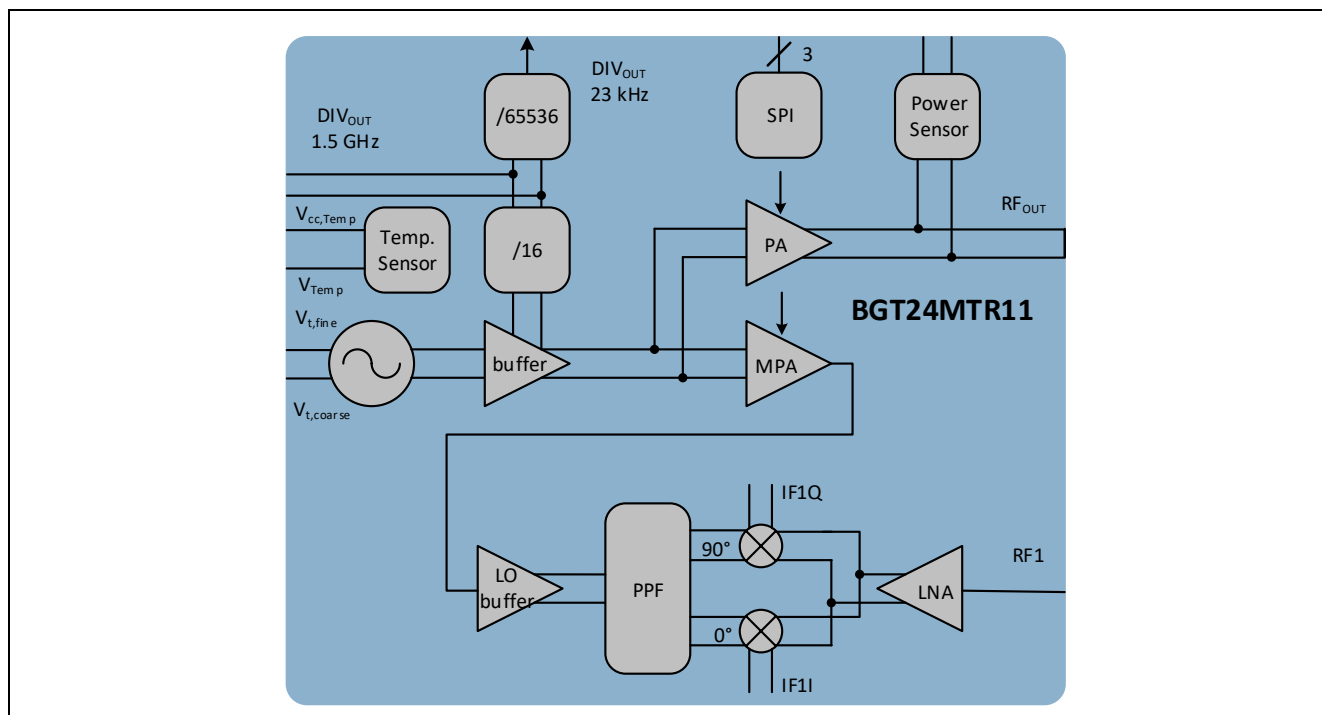 3
DIVOUT
23 kHz
DIVOUT
1.5 GHz
/65536
SPI
Power
Sensor
Vcc,Temp
Temp.
Sensor
/16
PA
RFOUT
VTemp
Vt,fine
BGT24MTR11
buffer
MPA
Vt,coarse
IF1Q
90°
LO
buffer
PPF
RF1
LNA
0°
IF1I